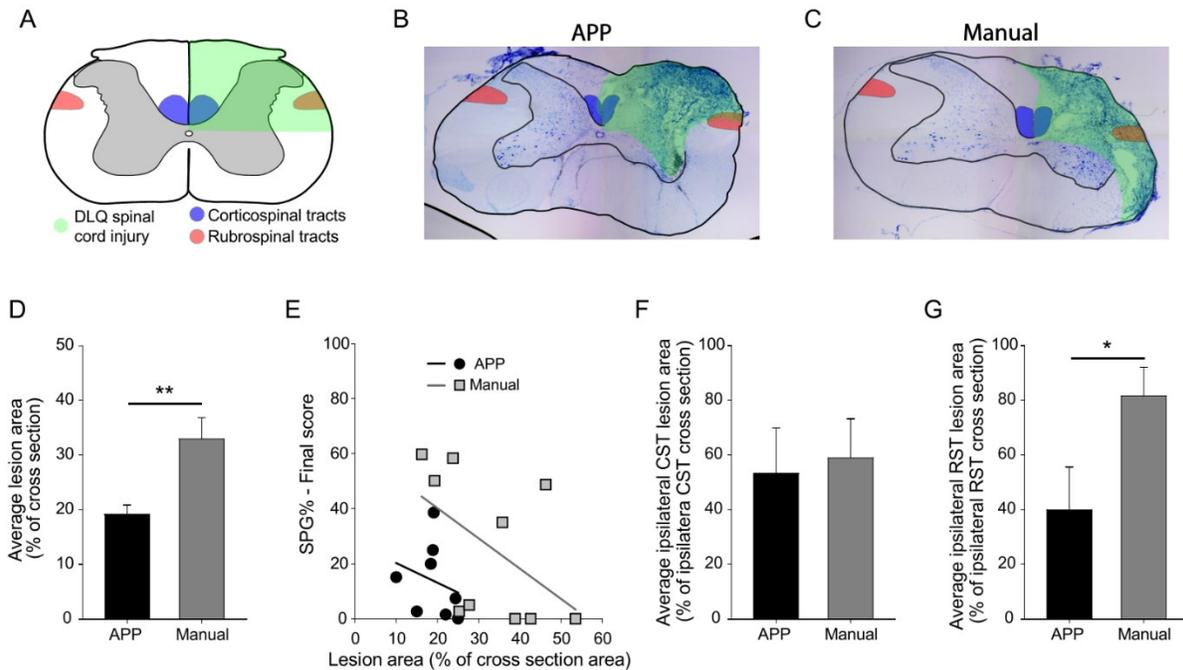 A
DLQ spinal
cord injury
Corticospinal tracts
Rubrospinal tracts
B
APP
C
Manual
D
Average lesion area
(% of cross section)
50
40
30
20
10
0
**
APP
Manual
E
SPG% - Final score
100
80
60
40
20
0
APP
Manual
0
10
20
30
40
50
60
Lesion area (% of cross section area)
F
Average ipsilateral CST lesion area
(% of ipsilatera CST cross section)
100
80
60
40
20
0
APP
Manual
G
Average ipsilateral RST lesion area
(% of ipsilateral RST cross section)
100
80
60
40
20
0
*
APP
Manual